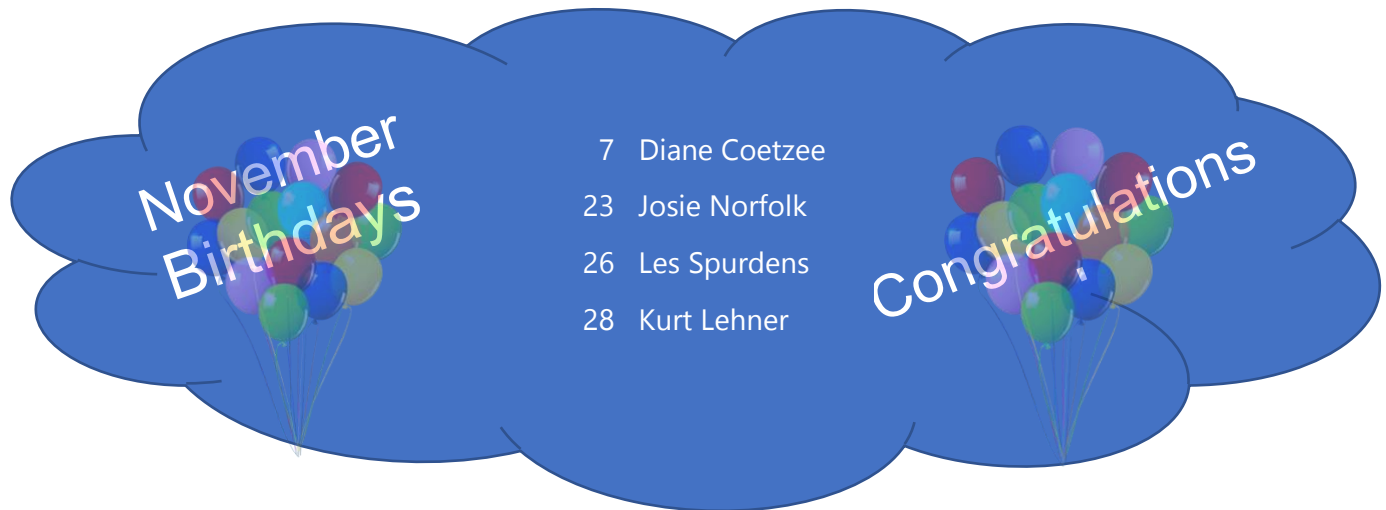 November
Birthdays
7 Diane Coetzee
23 Josie Norfolk
26 Les Spurdens
28 Kurt Lehner
Congratulations